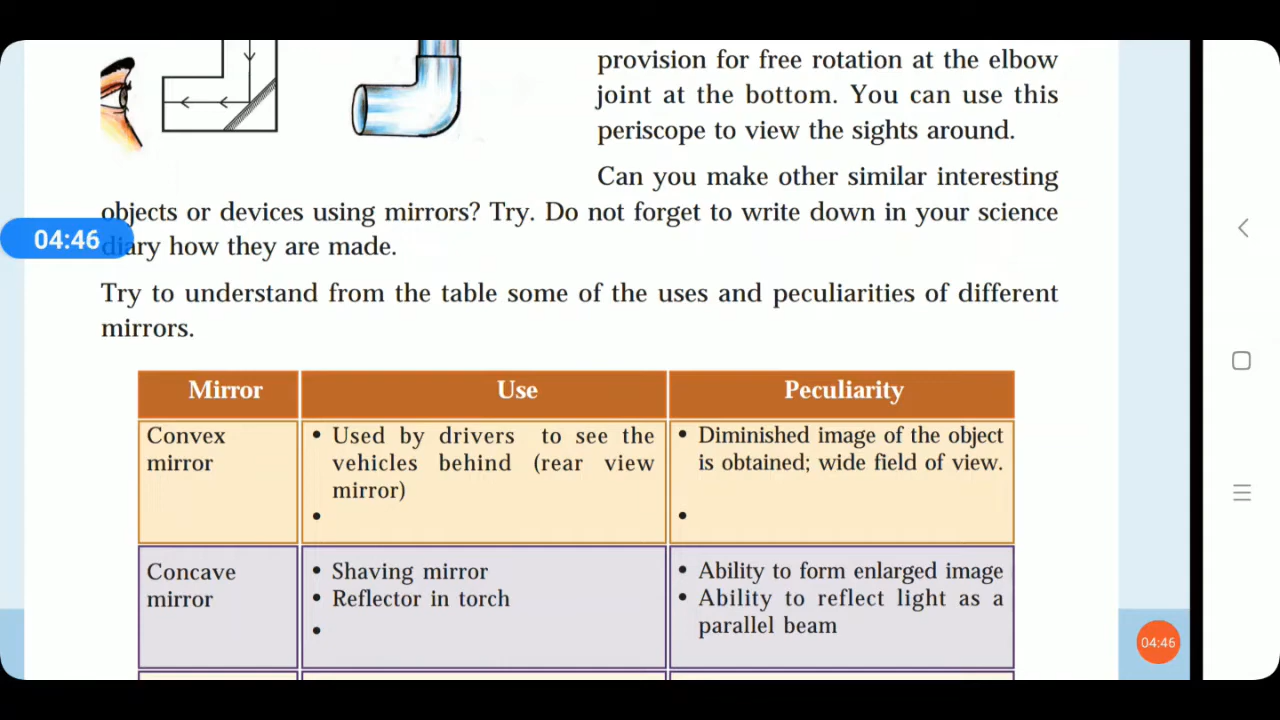 provision for free rotation at the elbow
joint at the bottom. You can use this
periscope to view the sights around.
Can you make other similar interesting
objects or devices using mirrors? Try. Do not forget to write down in your science
diary how they are made.
04:46
Try to understand from the table some of the uses and peculiarities of different
mirrors.
Mirror Use Peculiarity
Convex
mirror
• Used by drivers to see the
vehicles behind (rear view
mirror)
•
• Diminished image of the object
is obtained; wide field of view.
•
Concave
mirror
• Shaving mirror
• Reflector in torch
•
• Ability to form enlarged image
• Ability to reflect light as a
parallel beam
04:46